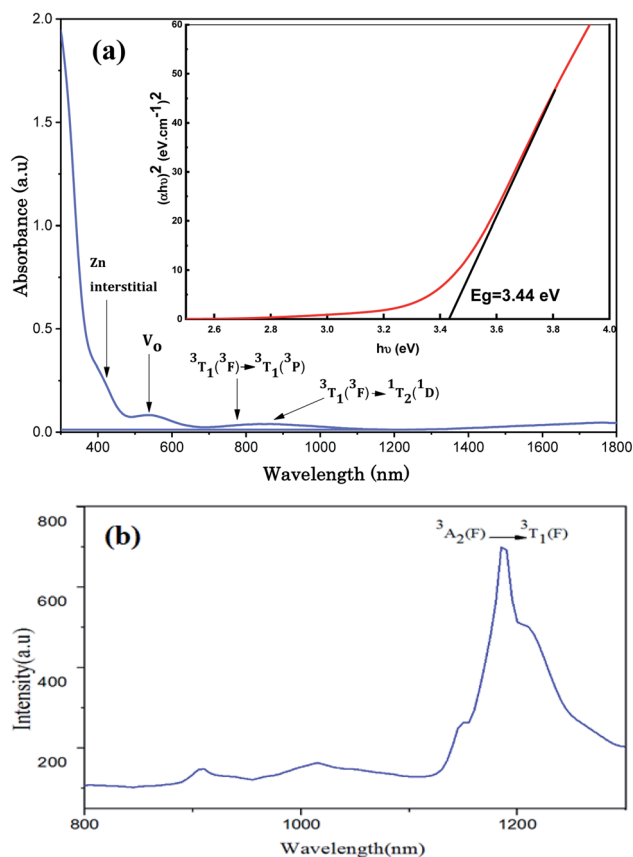 (a)
2.0
1.5
1.0
0.5
0.0
Absorbance (a.u)
400 600 800 1000 1200 1400 1600 1800
Wavelength (nm)
Zn
interstitial
Vo
³T₁(³F)→³T₁(³P)
³T₁(³F)→¹T₂(¹D)
60
50
40
30
20
10
0
(αhυ)² (eV.cm⁻¹)2
2.6 2.8 3.0 3.2 3.4 3.6 3.8 4.0
hυ (eV)
Eg=3.44 eV
(b)
800
600
400
200
Intensity(a.u)
800 1000 1200
Wavelength(nm)
³A₂(F)→³T₁(F)